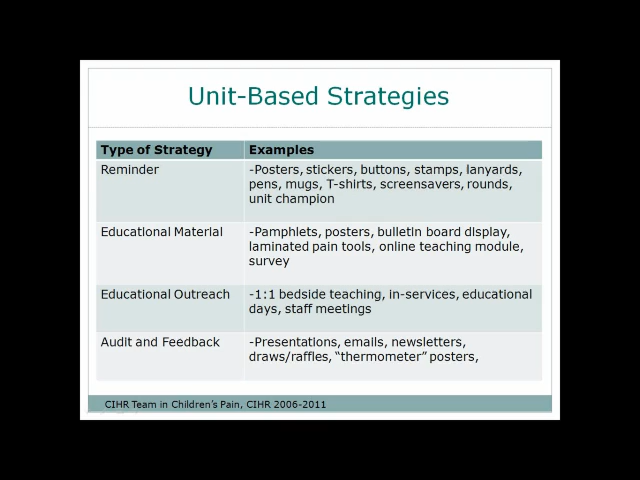 Unit-Based Strategies
Type of Strategy
Examples
Reminder
-Posters, stickers, buttons, stamps, lanyards,
pens, mugs, T-shirts, screensavers, rounds,
unit champion
Educational Material
-Pamphlets, posters, bulletin board display,
laminated pain tools, online teaching module,
survey
Educational Outreach
-1:1 bedside teaching, in-services, educational
days, staff meetings
Audit and Feedback
-Presentations, emails, newsletters,
draws/raffles, “thermometer” posters,
CIHR Team in Children’s Pain, CIHR 2006-2011